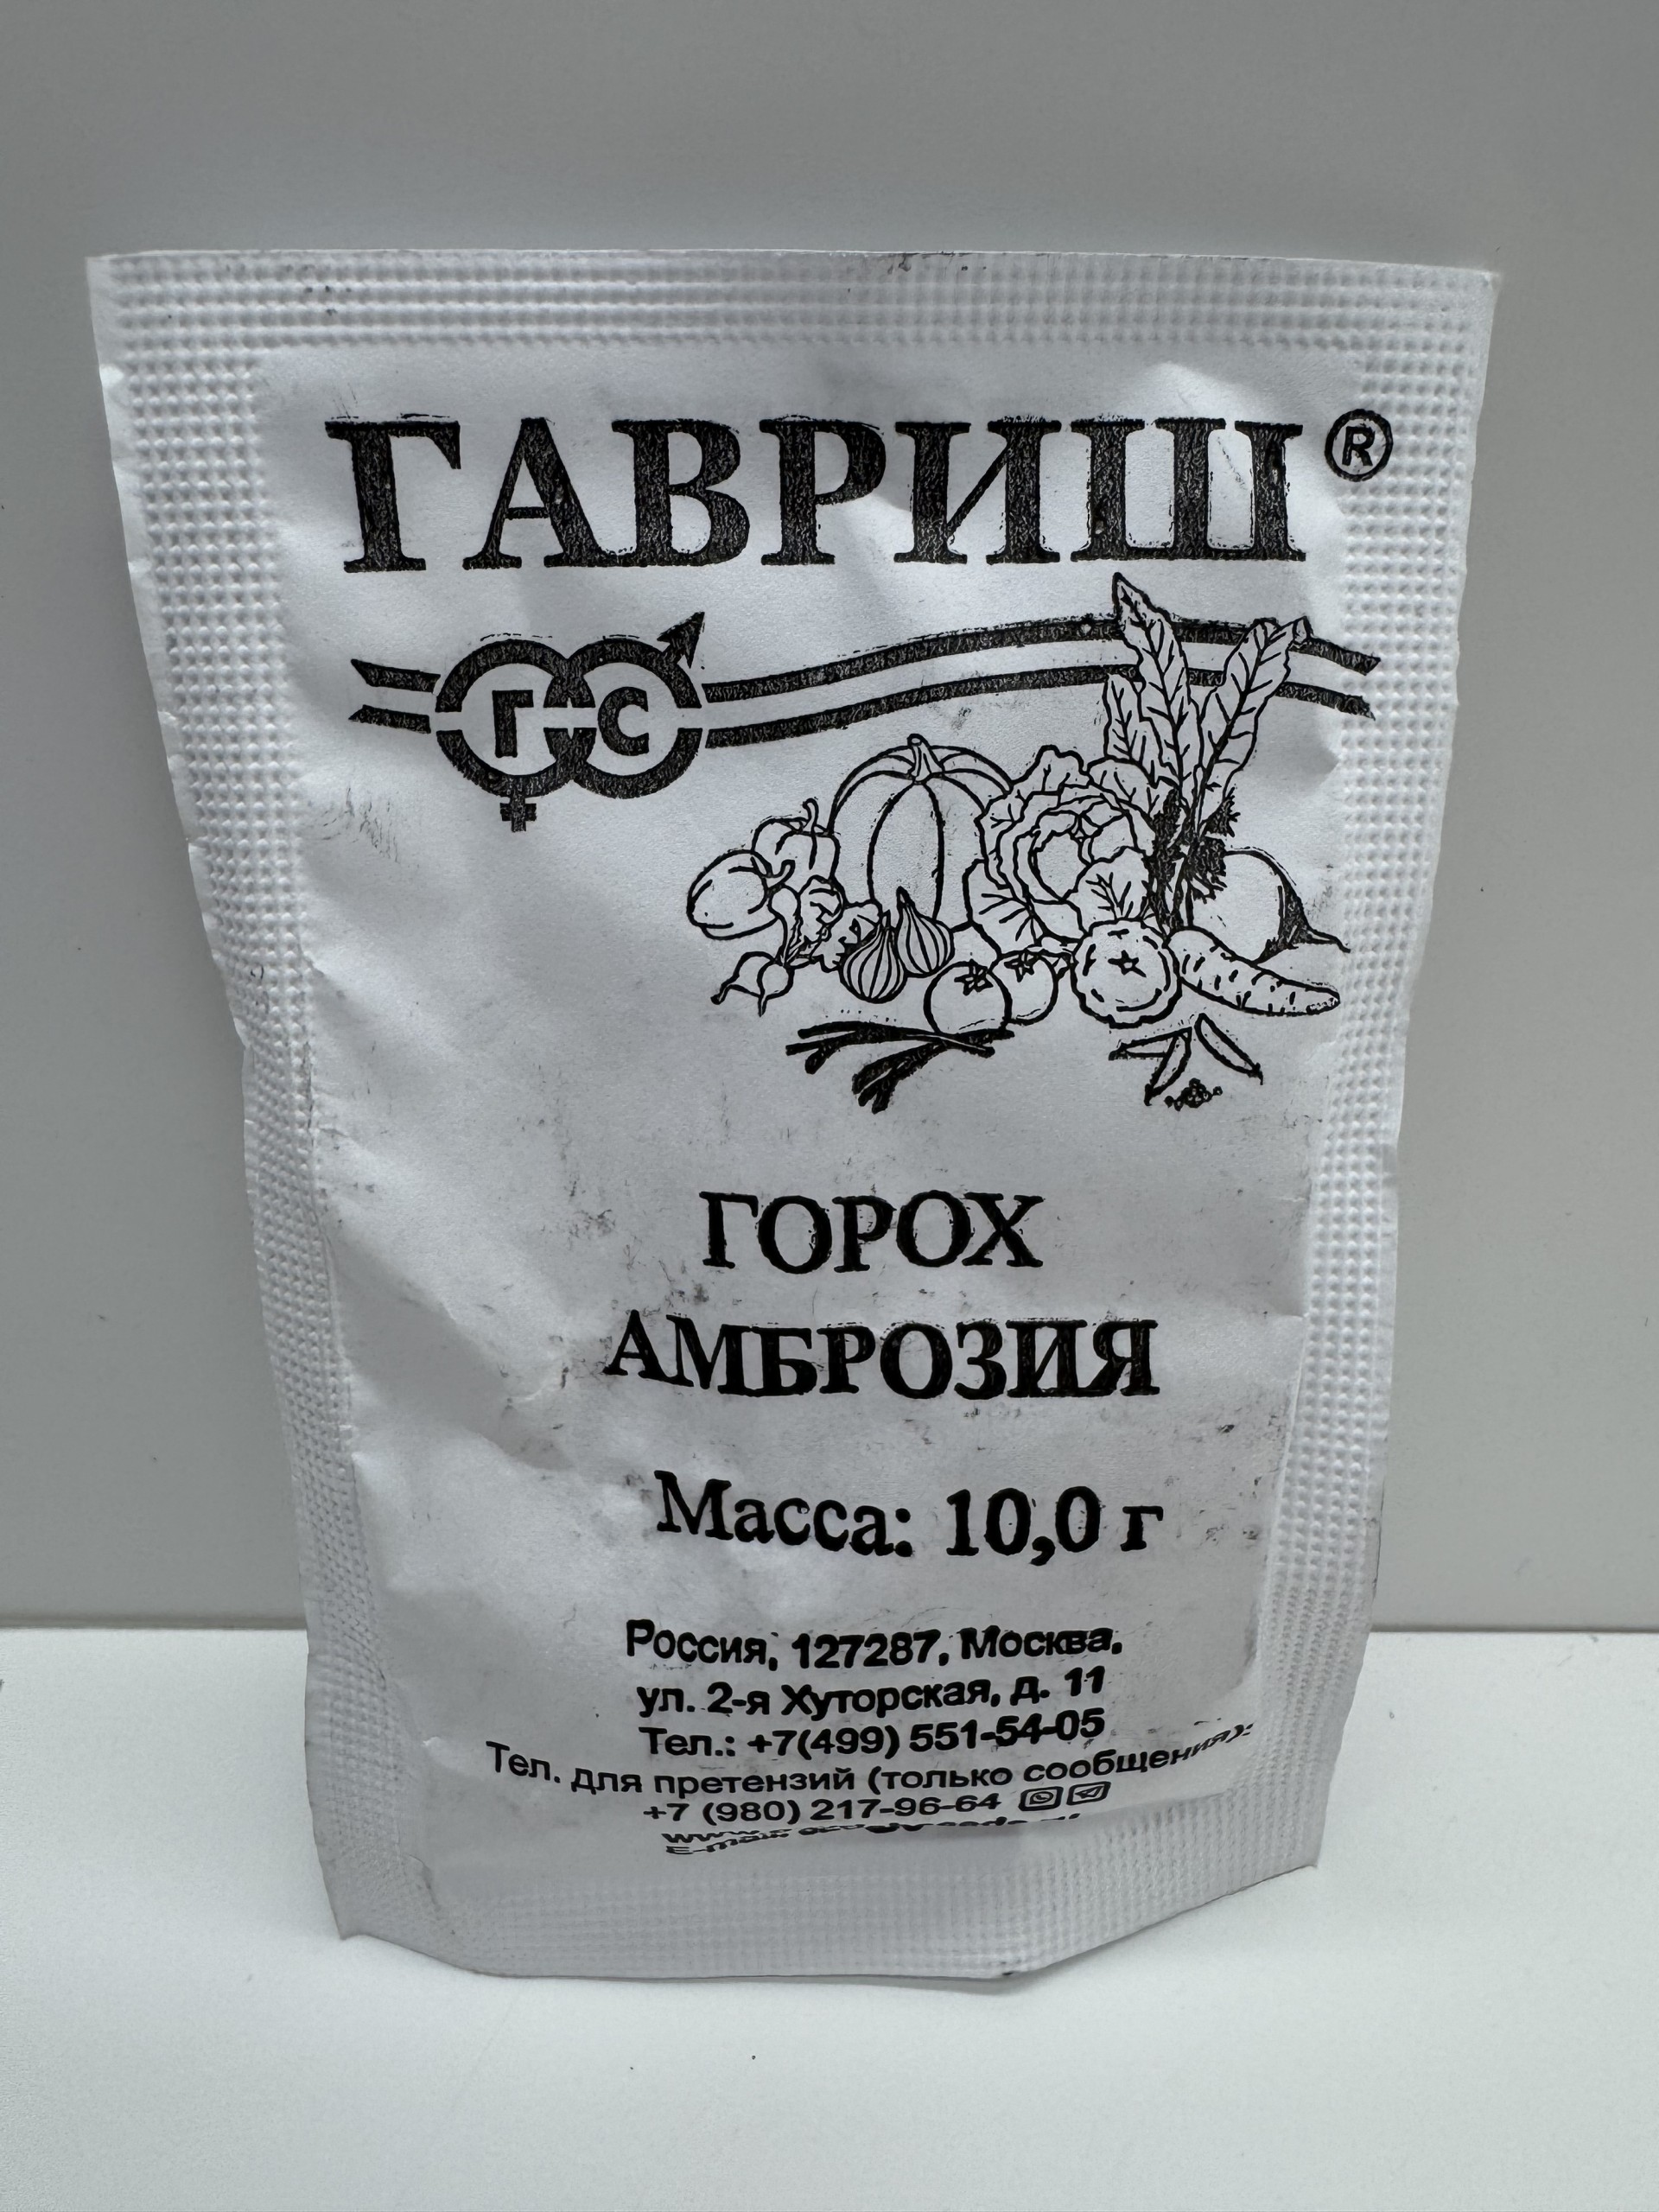 ГАВРИШ®
ГС
ГОРОХ
АМБРОЗИЯ
Масса: 10,0 г
Россия, 127287, Москва,
ул. 2-я Хуторская, д. 11
Тел.: +7(499) 551-54-05
Тел. для претензий (только сообщения):
+7 (980) 217-96-64
E-mail: